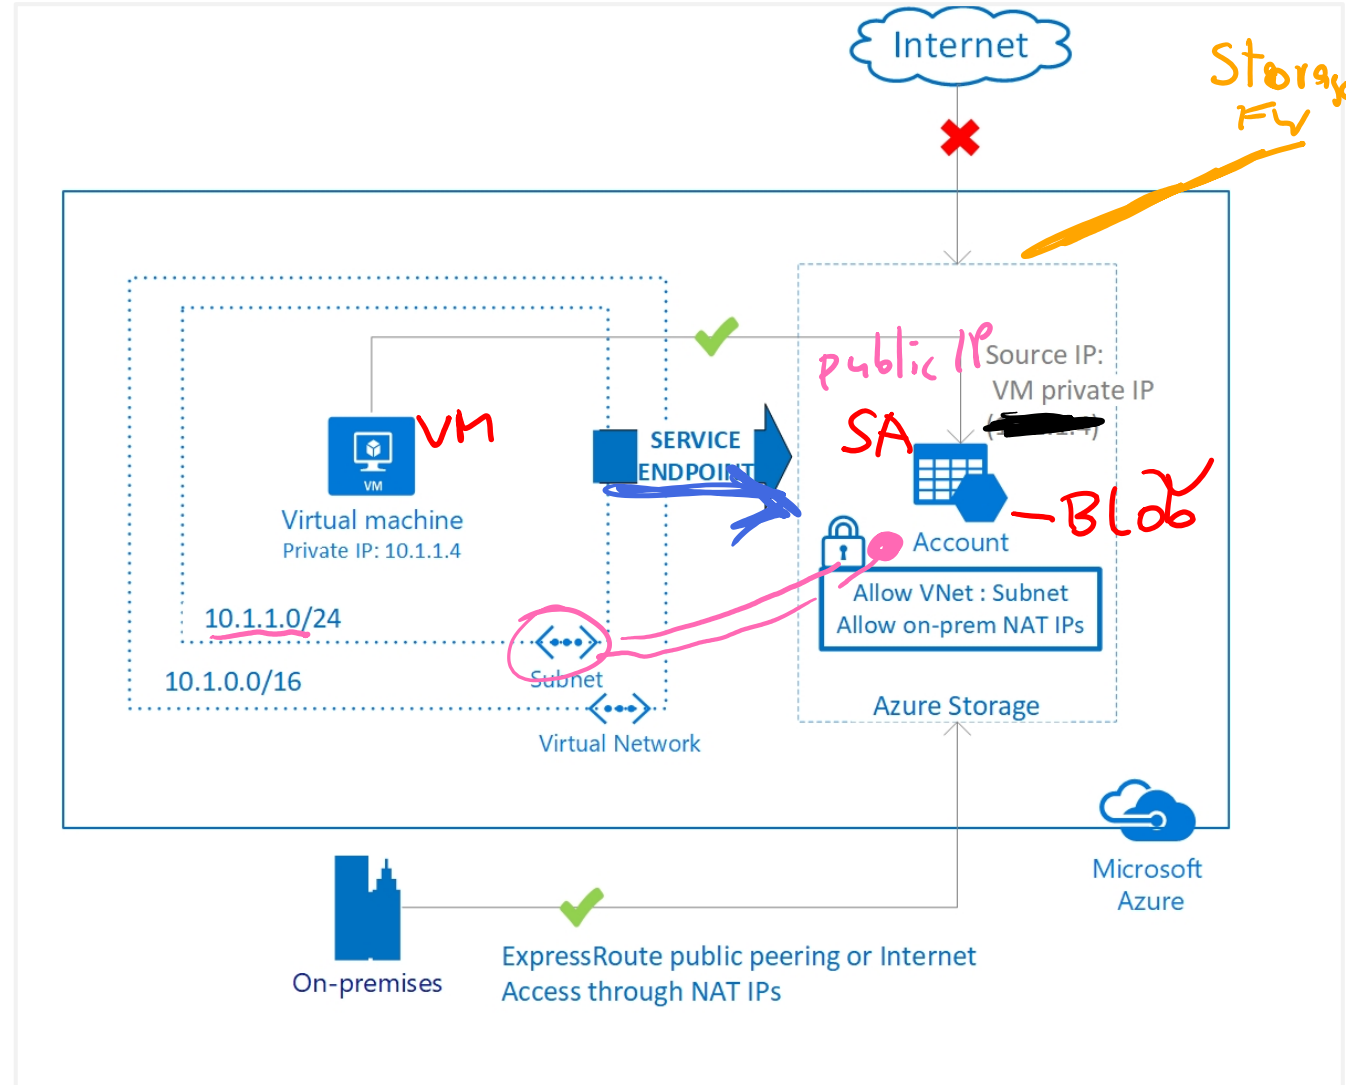 Internet
Storage
FW
public IP
Source IP:
VM private IP
VM
SERVICE
ENDPOINT
SA
VM
Virtual machine
Private IP: 10.1.1.4
Blob
Account
Allow VNet : Subnet
Allow on-prem NAT IPs
10.1.1.0/24
10.1.0.0/16
Subnet
Azure Storage
Virtual Network
Microsoft
Azure
On-premises
ExpressRoute public peering or Internet
Access through NAT IPs